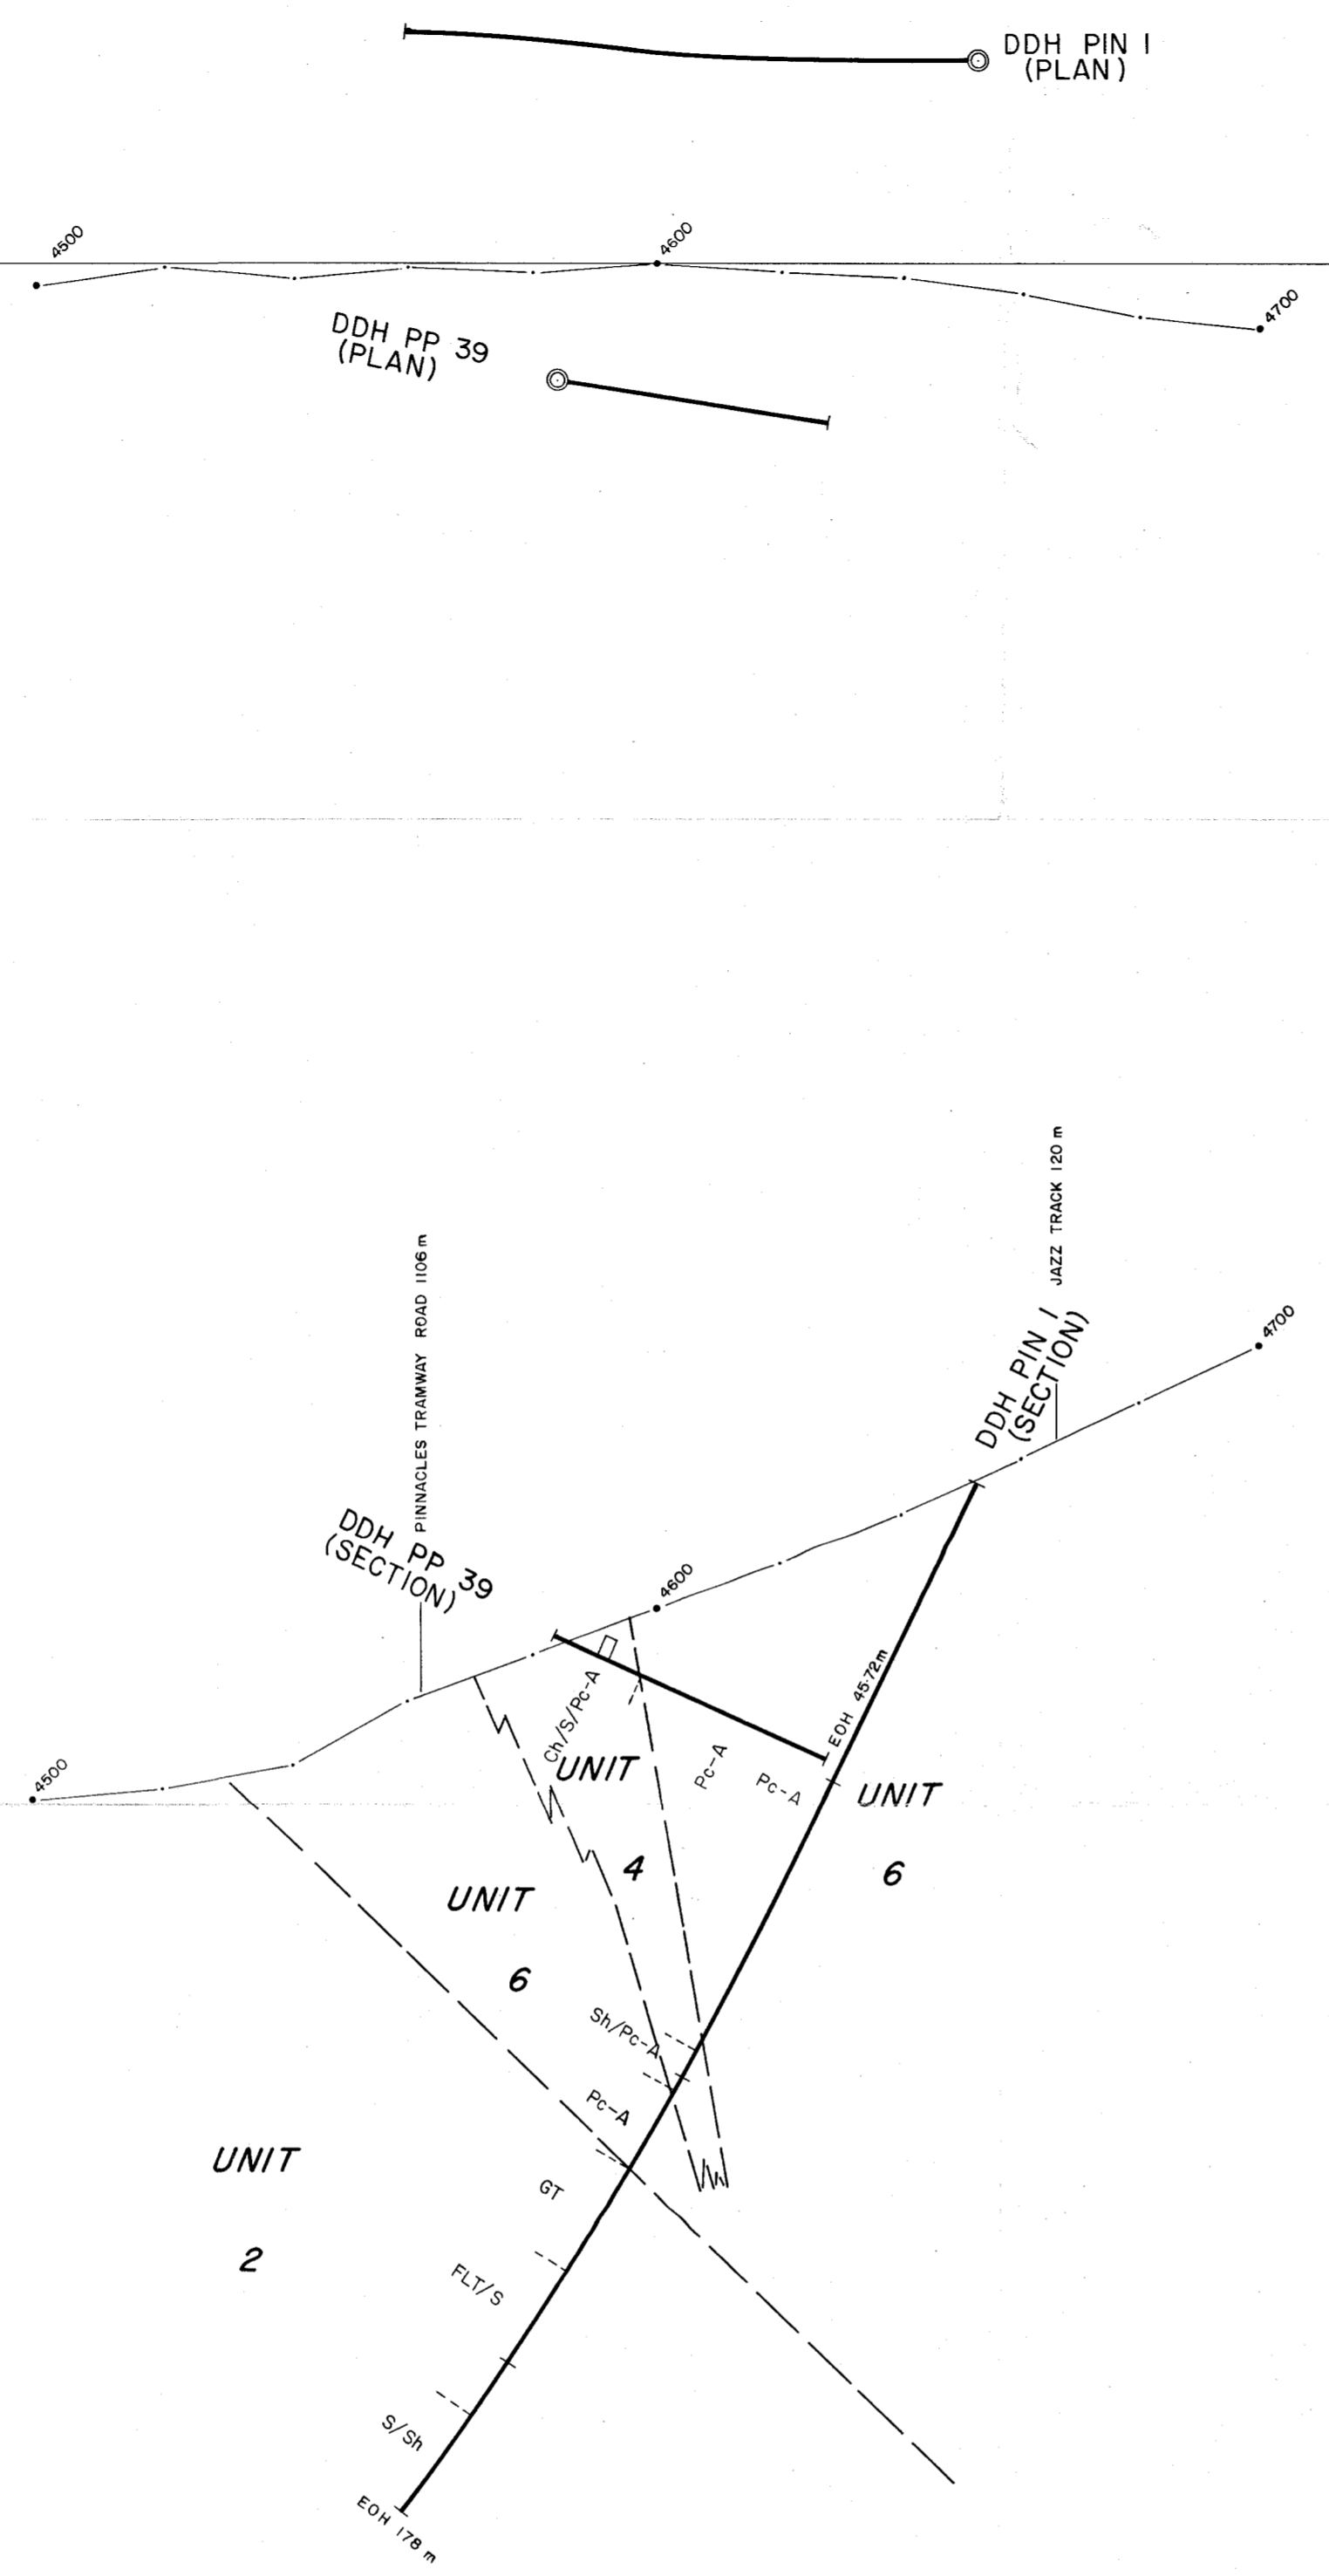 DDH PIN 1
(PLAN)
4500
4600
4700
DDH PP 39
(PLAN)
JAZZ TRACK 120 m
PINNACLES TRAMWAY ROAD 1106 m
DDH PIN 1
(SECTION)
4700
DDH PP 39
(SECTION)
4600
4500
EOH 45·72m
Ch/S/Pc-A
UNIT
4
Pc-A
Pc-A
UNIT
6
UNIT
6
Sh/Pc-A
Pc-A
UNIT
2
GT
FLT/S
S/Sh
EOH 178 m